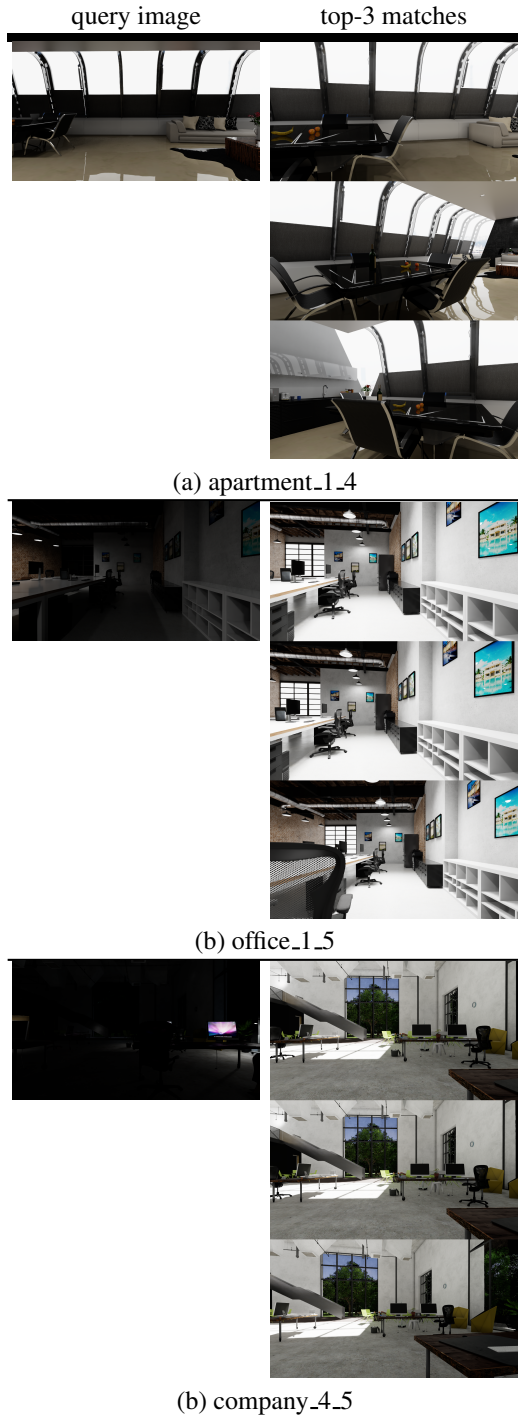 query image top-3 matches
(a) apartment_1_4
(b) office_1_5
(b) company_4_5